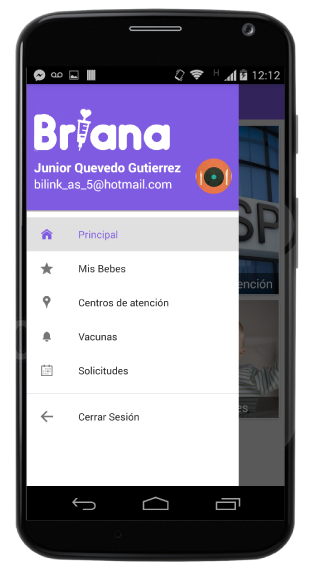 H
12:12
Briana
Junior Quevedo Gutierrez
bilink_as_5@hotmail.com
Principal
Mis Bebes
Centros de atención
Vacunas
Solicitudes
Cerrar Sesión
SP
ención
es